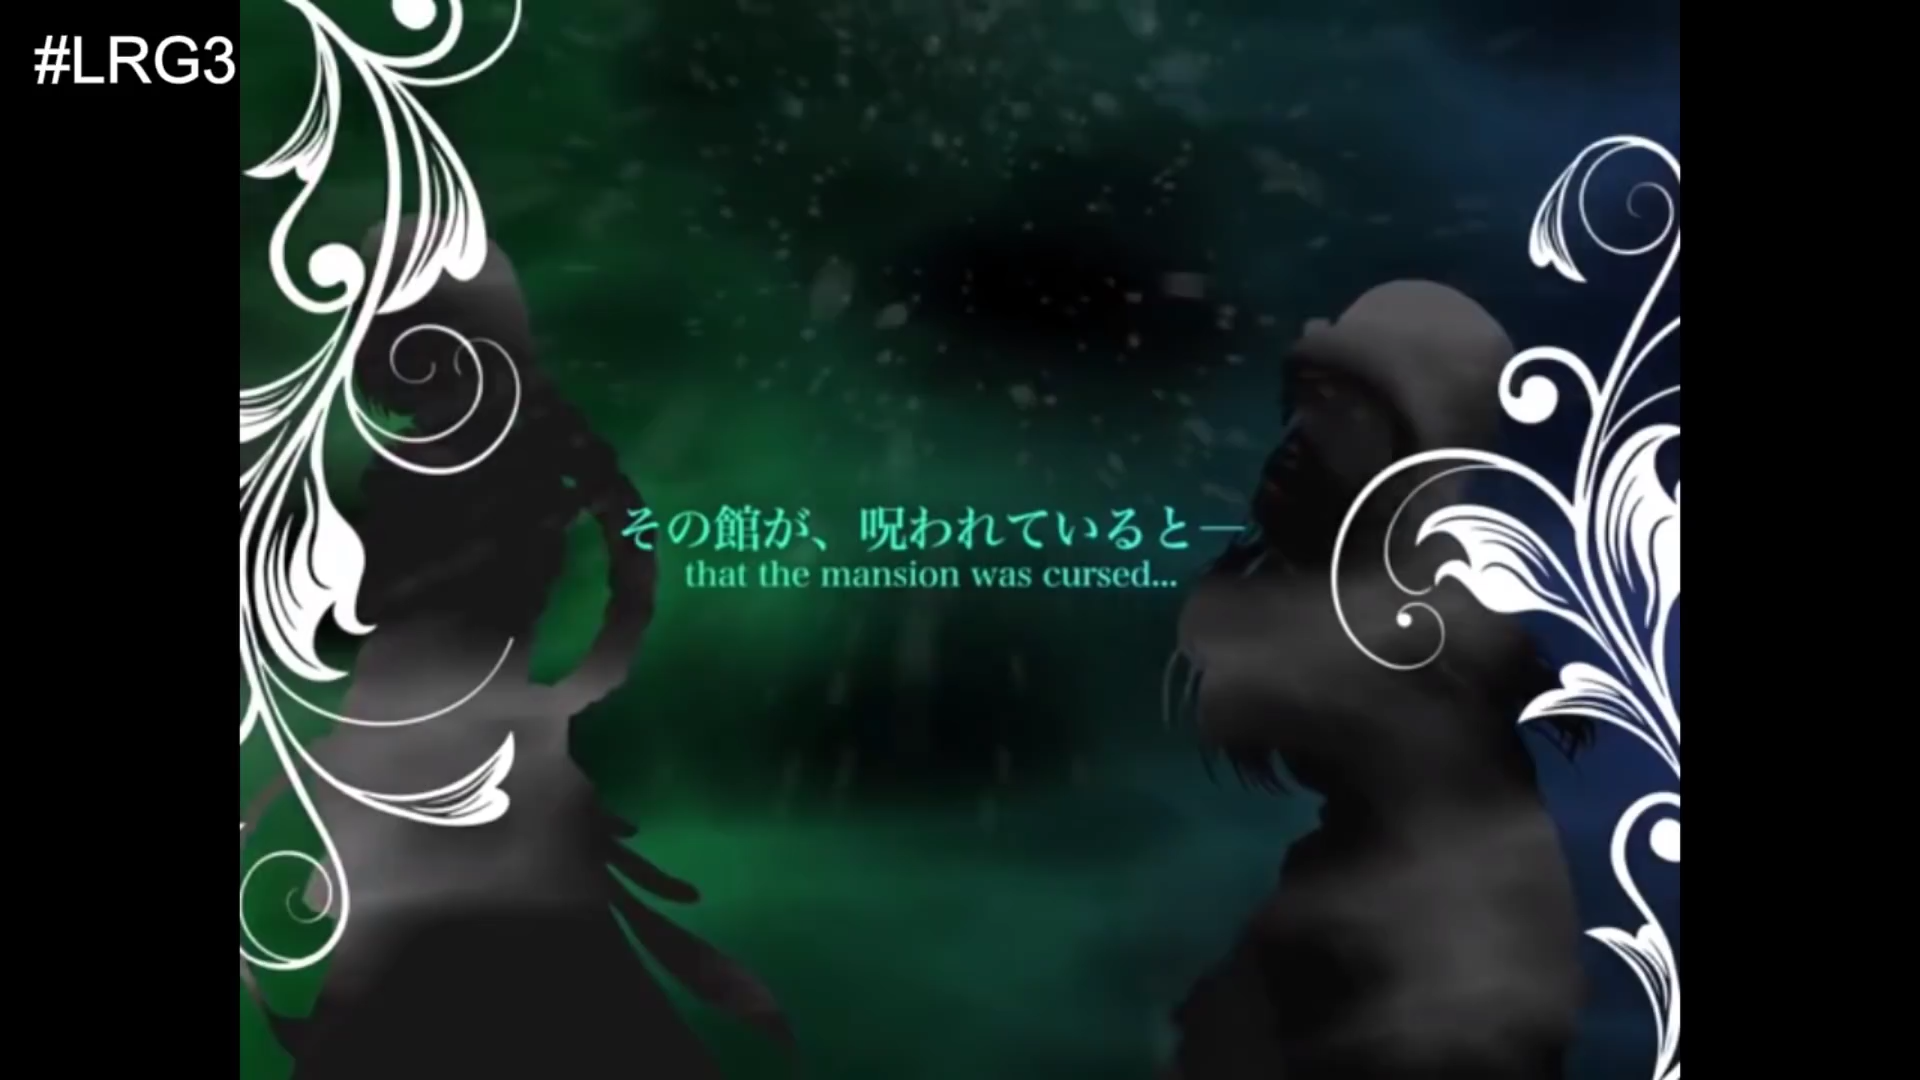 #LRG3
その館が、呪われていると―
that the mansion was cursed...